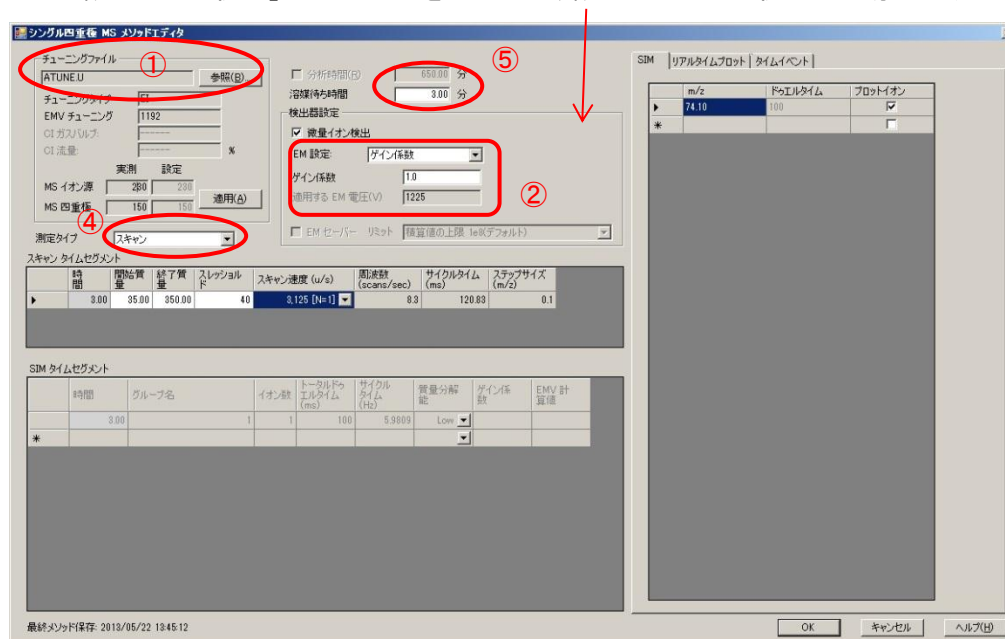 シングル四重極 MS メソッドエディタ
チューニングファイル
ATUNE.U
参照(B)...
①
チューニングタイプ
EI
EMV チューニング
1192
CI ガスバルブ:
------
CI 流量:
------
%
実測 設定
MS イオン源 230 230
MS 四重極 150 150
適用(A)
分析時間(R) 650.00 分
溶媒待ち時間 3.00 分
⑤
検出器設定
微量イオン検出
EM 設定: ゲイン係数
ゲイン係数 1.0
適用する EM 電圧(V) 1225
②
EM セーバー リミット 積算値の上限 1e8(デフォルト)
④
測定タイプ スキャン
スキャン タイムセグメント
時間 開始質量 終了質量 スレッショルド スキャン速度 (u/s) 周波数 (scans/sec) サイクルタイム (ms) ステップサイズ (m/z)
3.00 35.00 350.00 40 3,125 [N=1] 8.3 120.83 0.1
SIM タイムセグメント
時間 グループ名 イオン数 トータルドゥエルタイム (ms) サイクルタイム (Hz) 質量分解能 ゲイン係数 EMV 計算値
3.00 1 1 100 5.9809 Low
SIM リアルタイムプロット タイムイベント
m/z ドゥエルタイム プロットイオン
74.10 100
最終メソッド保存: 2013/05/22 13:45:12
OK キャンセル ヘルプ(H)